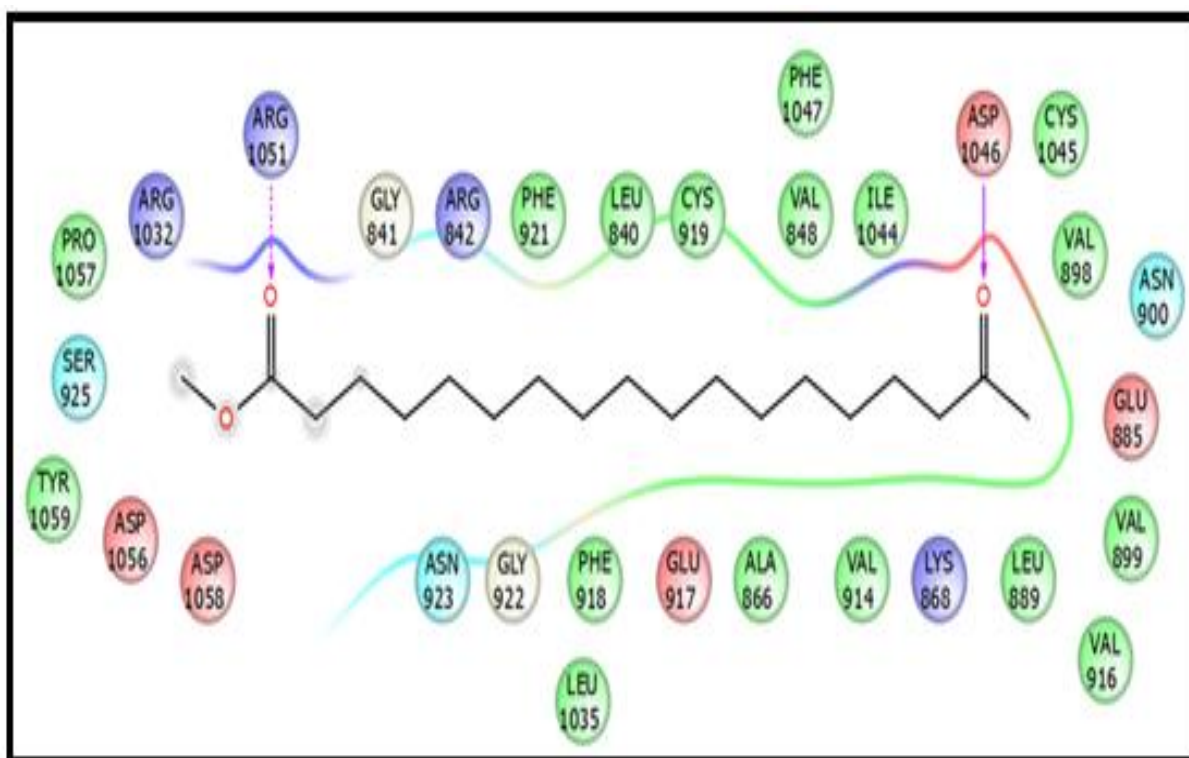 PHE
1047
ARG
1051
ASP
1046
CYS
1045
ARG
1032
GLY
841
ARG
842
PHE
921
LEU
840
CYS
919
VAL
848
ILE
1044
PRO
1057
VAL
898
ASN
900
O
O
SER
925
O
GLU
885
TYR
1059
ASP
1056
ASP
1058
ASN
923
GLY
922
PHE
918
GLU
917
ALA
866
VAL
914
LYS
868
LEU
889
VAL
899
VAL
916
LEU
1035